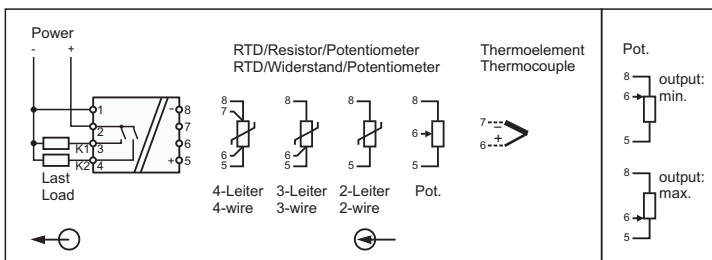 Power
- +
1
2
K1 3
K2 4
- 8
7
6
+ 5
Last
Load
RTD/Resistor/Potentiometer
RTD/Widerstand/Potentiometer
8
7
6
5
4-Leiter
4-wire
8
6
5
3-Leiter
3-wire
8
5
2-Leiter
2-wire
8
6
5
Pot.
Thermoelement
Thermocouple
7 –
6 +
Pot.
8
6
5
output:
min.
8
6
5
output:
max.